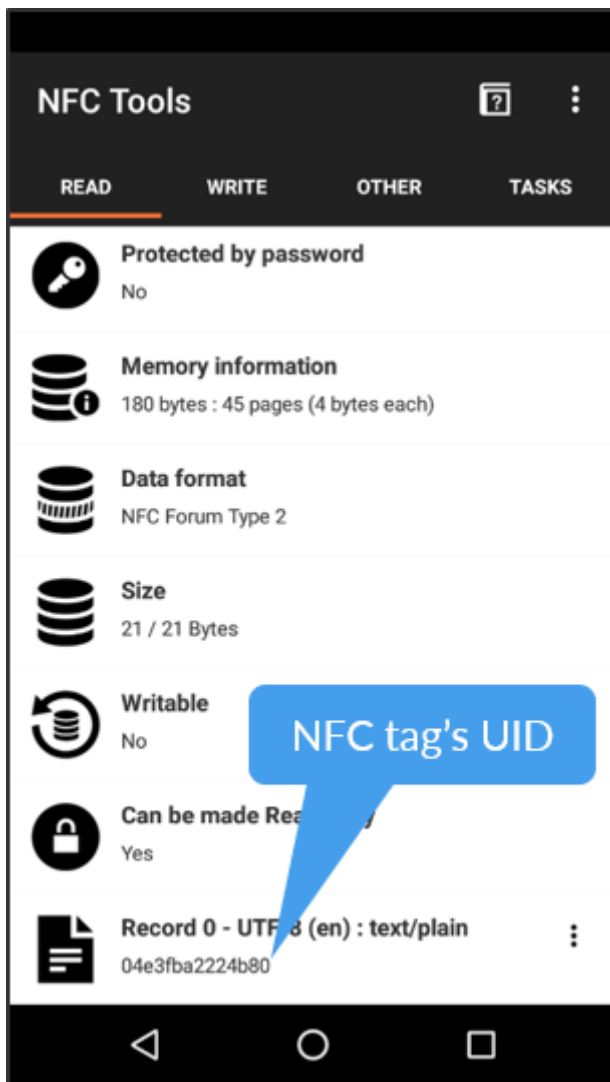 NFC Tools
READ WRITE OTHER TASKS
Protected by password
No
Memory information
180 bytes : 45 pages (4 bytes each)
Data format
NFC Forum Type 2
Size
21 / 21 Bytes
Writable
No
NFC tag's UID
Can be made
Yes
Record 0 - UTF-8 (en) : text/plain
04e3fba2224b80